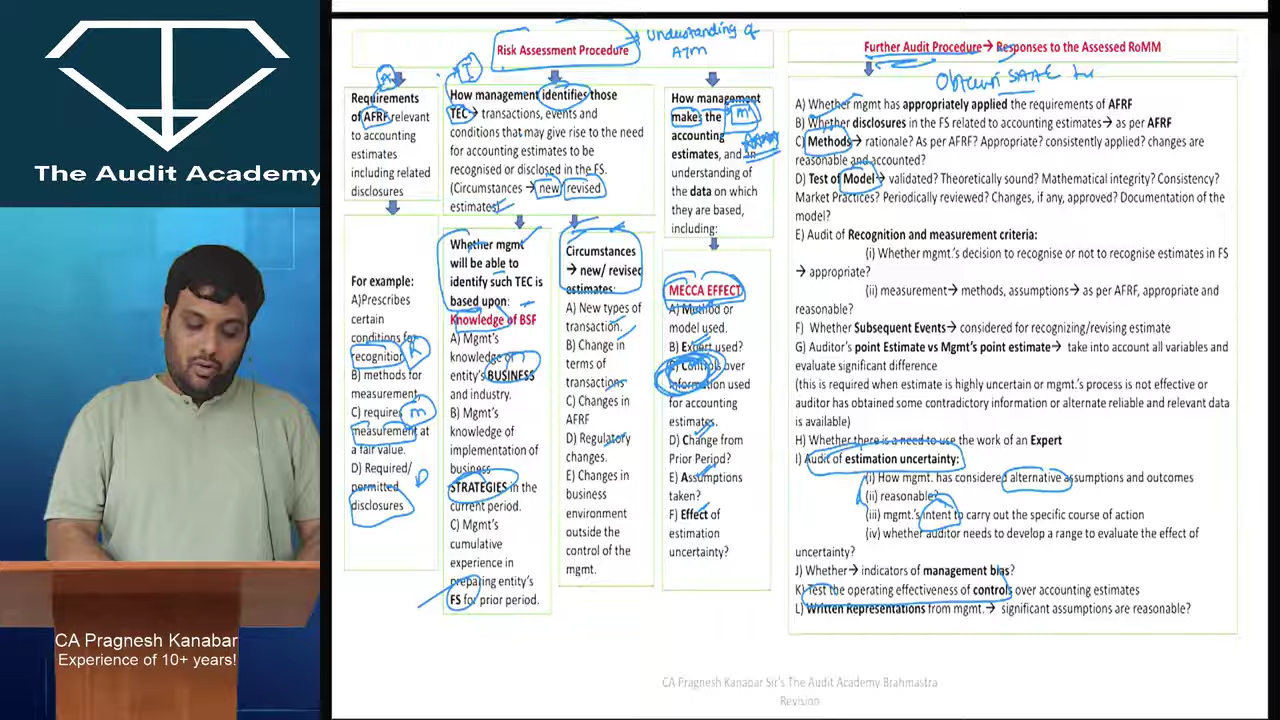 The Audit Academy
CA Pragnesh Kanabar
Experience of 10+ years!
Risk Assessment Procedure
Understanding of
AIM
Requirements
of AFRF relevant
to accounting
estimates
including related
disclosures
A
For example:
A)Prescribes
certain
conditions for
recognition
R
B) methods for
measurement
C) requires
M
measurement at
a fair value.
D) Required/
permitted
D
disclosures
I
How management identifies those
TEC→ transactions, events and
conditions that may give rise to the need
for accounting estimates to be
recognised or disclosed in the FS.
(Circumstances → new/revised
estimates)
Whether mgmt
will be able to
identify such TEC is
based upon:
Knowledge of BSF
A) Mgmt's
knowledge of
entity's BUSINESS
and industry.
B) Mgmt's
knowledge of
implementation of
business
STRATEGIES in the
current period.
C) Mgmt's
cumulative
experience in
preparing entity's
FS for prior period.
Circumstances
→ new/ revised
estimates:
A) New types of
transaction.
B) Change in
terms of
transactions
C) Changes in
AFRF
D) Regulatory
changes.
E) Changes in
business
environment
outside the
control of the
mgmt.
How management
makes the
M
accounting
estimates, and an
understanding of
the data on which
they are based,
including:
MECCA EFFECT
A) Method or
model used.
B) Expert used?
C) Controls over
information used
for accounting
estimates.
D) Change from
Prior Period?
E) Assumptions
taken?
F) Effect of
estimation
uncertainty?
Further Audit Procedure→ Responses to the Assessed RoMM
Obtain SAAE
A) Whether mgmt has appropriately applied the requirements of AFRF
B) Whether disclosures in the FS related to accounting estimates→ as per AFRF
C) Methods→ rationale? As per AFRF? Appropriate? consistently applied? changes are
reasonable and accounted?
D) Test of Model→ validated? Theoretically sound? Mathematical integrity? Consistency?
Market Practices? Periodically reviewed? Changes, if any, approved? Documentation of the
model?
E) Audit of Recognition and measurement criteria:
(i) Whether mgmt.'s decision to recognise or not to recognise estimates in FS
→ appropriate?
(ii) measurement→ methods, assumptions→ as per AFRF, appropriate and
reasonable?
F) Whether Subsequent Events→ considered for recognizing/revising estimate
G) Auditor's point Estimate vs Mgmt's point estimate→ take into account all variables and
evaluate significant difference
(this is required when estimate is highly uncertain or mgmt.'s process is not effective or
auditor has obtained some contradictory information or alternate reliable and relevant data
is available)
H) Whether there is a need to use the work of an Expert
I) Audit of estimation uncertainty:
(i) How mgmt. has considered alternative assumptions and outcomes
(ii) reasonable?
(iii) mgmt.'s intent to carry out the specific course of action
(iv) whether auditor needs to develop a range to evaluate the effect of
uncertainty?
J) Whether→ indicators of management bias?
K) Test the operating effectiveness of controls over accounting estimates
L) Written Representations from mgmt.→ significant assumptions are reasonable?
CA Pragnesh Kanabar Sir's The Audit Academy Brahmastra
Revision